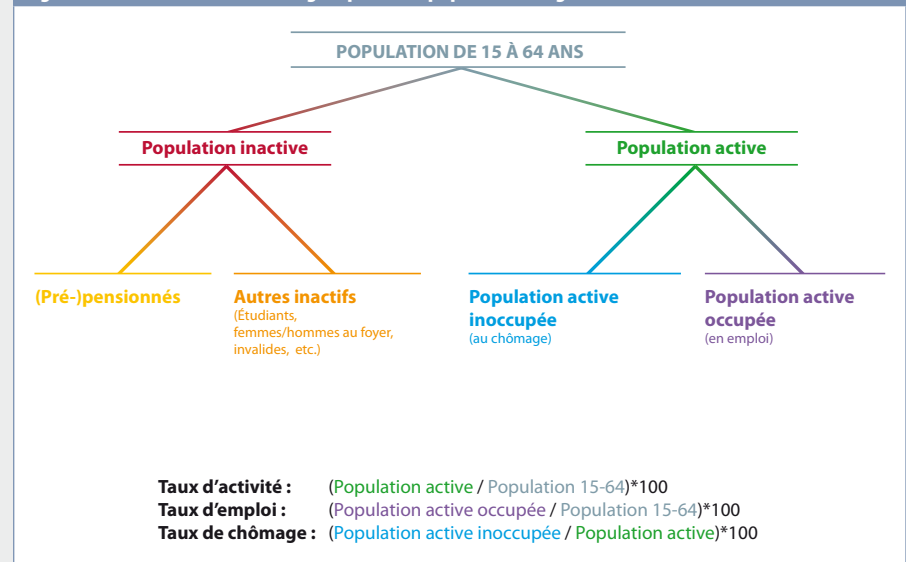 POPULATION DE 15 À 64 ANS
Population inactive
Population active
(Pré-)pensionnés
Autres inactifs
(Étudiants,
femmes/hommes au foyer,
invalides, etc.)
Population active
inoccupée
(au chômage)
Population active
occupée
(en emploi)
Taux d’activité : (Population active / Population 15-64)*100
Taux d’emploi : (Population active occupée / Population 15-64)*100
Taux de chômage : (Population active inoccupée / Population active)*100